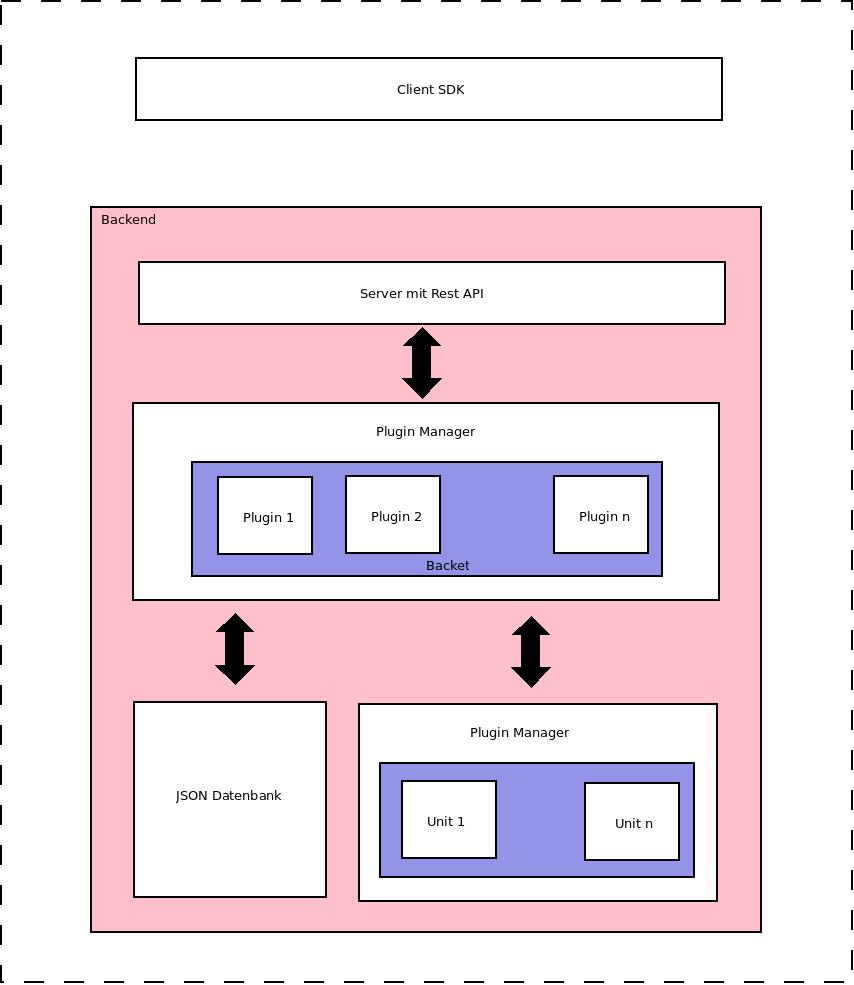 Client SDK
Backend
Server mit Rest API
Plugin Manager
Plugin 1
Plugin 2
Plugin n
Backet
JSON Datenbank
Plugin Manager
Unit 1
Unit n